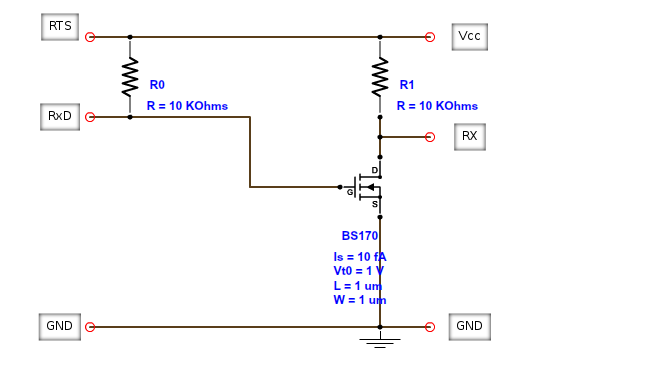 RTS
Vcc
R0
R = 10 KOhms
R1
R = 10 KOhms
RxD
RX
D
G
S
BS170
Is = 10 fA
Vt0 = 1 V
L = 1 um
W = 1 um
GND
GND